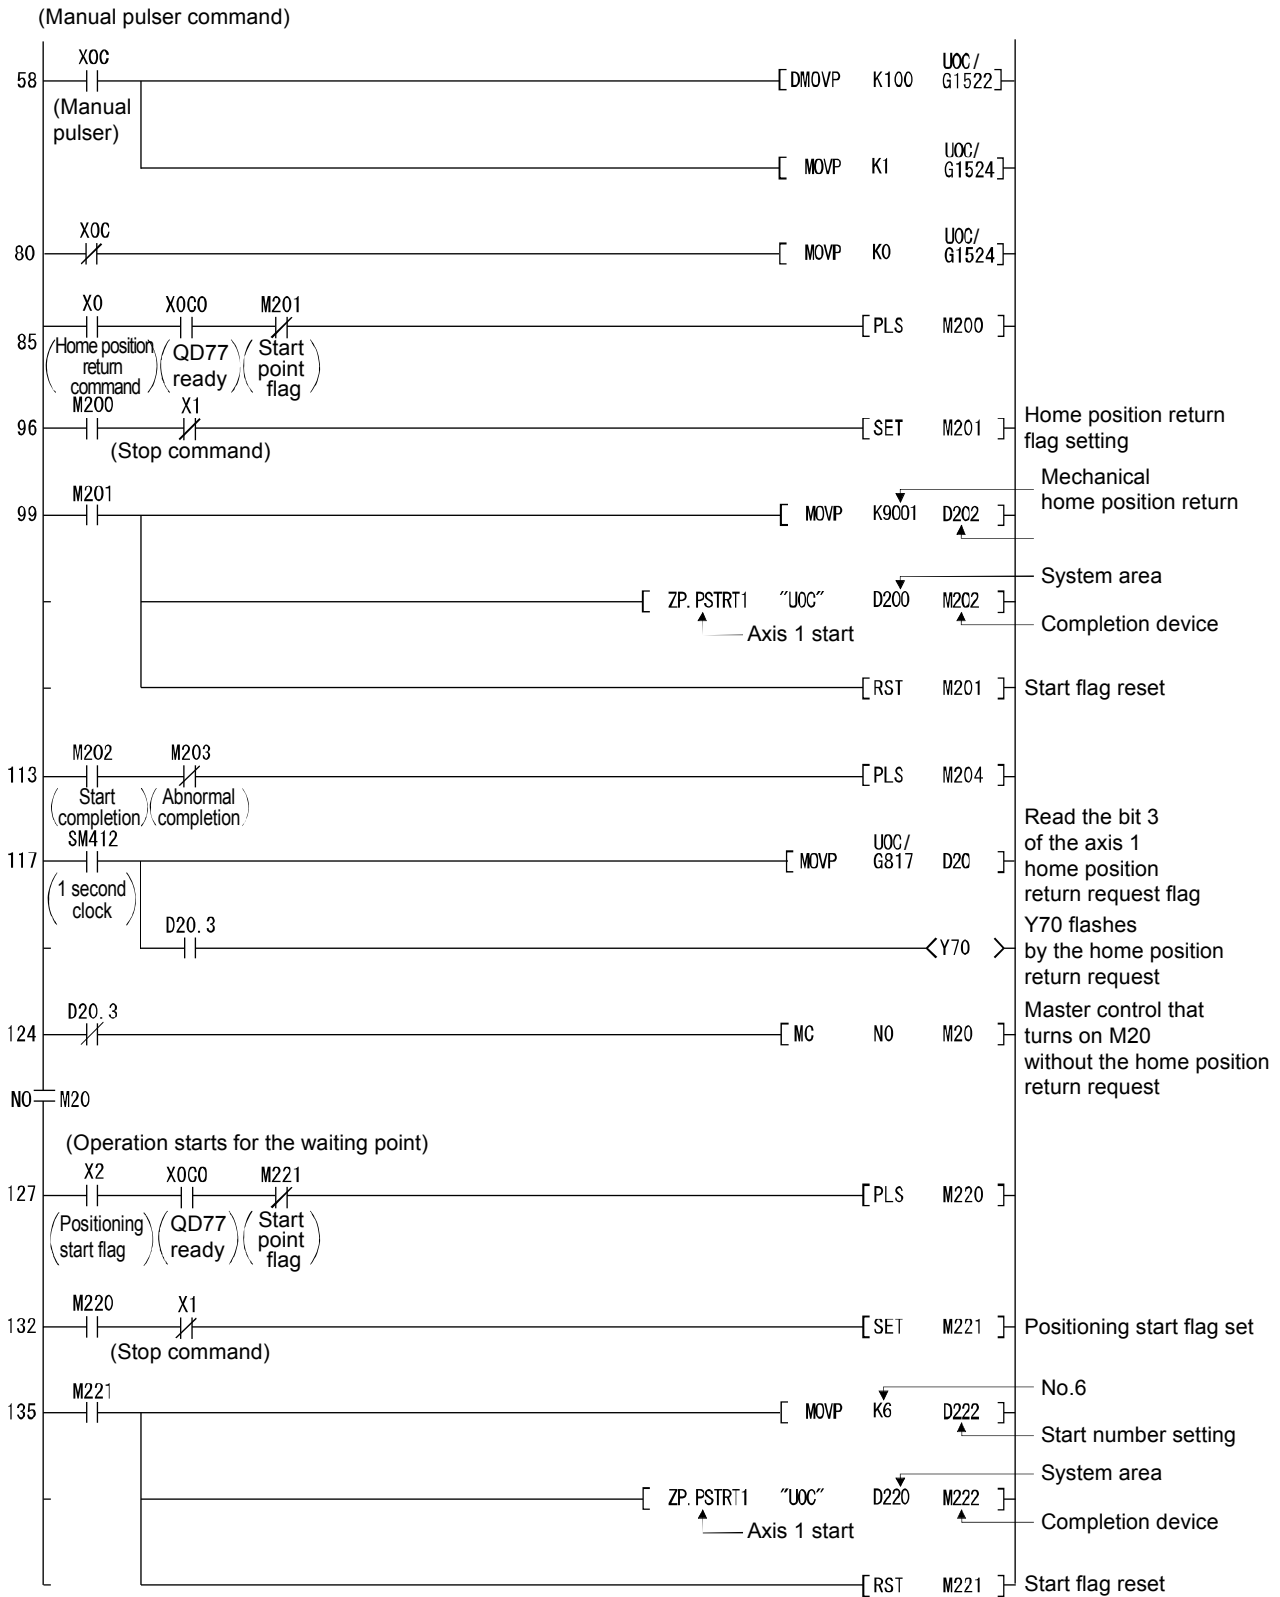 (Manual pulser command)
X0C
58 [DMOVP K100 U0C/ G1522]
(Manual pulser)
[ MOVP K1 U0C/ G1524]
X0C
80 [ MOVP K0 U0C/ G1524]
X0 X0C0 M201
85 [PLS M200 ]
(Home position return command) (QD77 ready) (Start point flag)
M200 X1
96 [SET M201 ] Home position return flag setting
(Stop command)
Mechanical home position return
M201
99 [ MOVP K9001 D202 ]
System area
[ ZP.PSTRT1 "U0C" D200 M202 ]
Axis 1 start
Completion device
[RST M201 ] Start flag reset
M202 M203
113 [PLS M204 ]
(Start completion) (Abnormal completion)
SM412
117 [ MOVP U0C/ G817 D20 ]
(1 second clock)
Read the bit 3
of the axis 1
home position
return request flag
D20.3
<Y70 >
Y70 flashes
by the home position
return request
D20.3
124 [ MC N0 M20 ]
Master control that
turns on M20
without the home position
return request
N0 M20
(Operation starts for the waiting point)
X2 X0C0 M221
127 [PLS M220 ]
(Positioning start flag) (QD77 ready) (Start point flag)
M220 X1
132 [SET M221 ] Positioning start flag set
(Stop command)
No.6
M221
135 [ MOVP K6 D222 ]
Start number setting
System area
[ ZP.PSTRT1 "U0C" D220 M222 ]
Axis 1 start
Completion device
[RST M221 ] Start flag reset